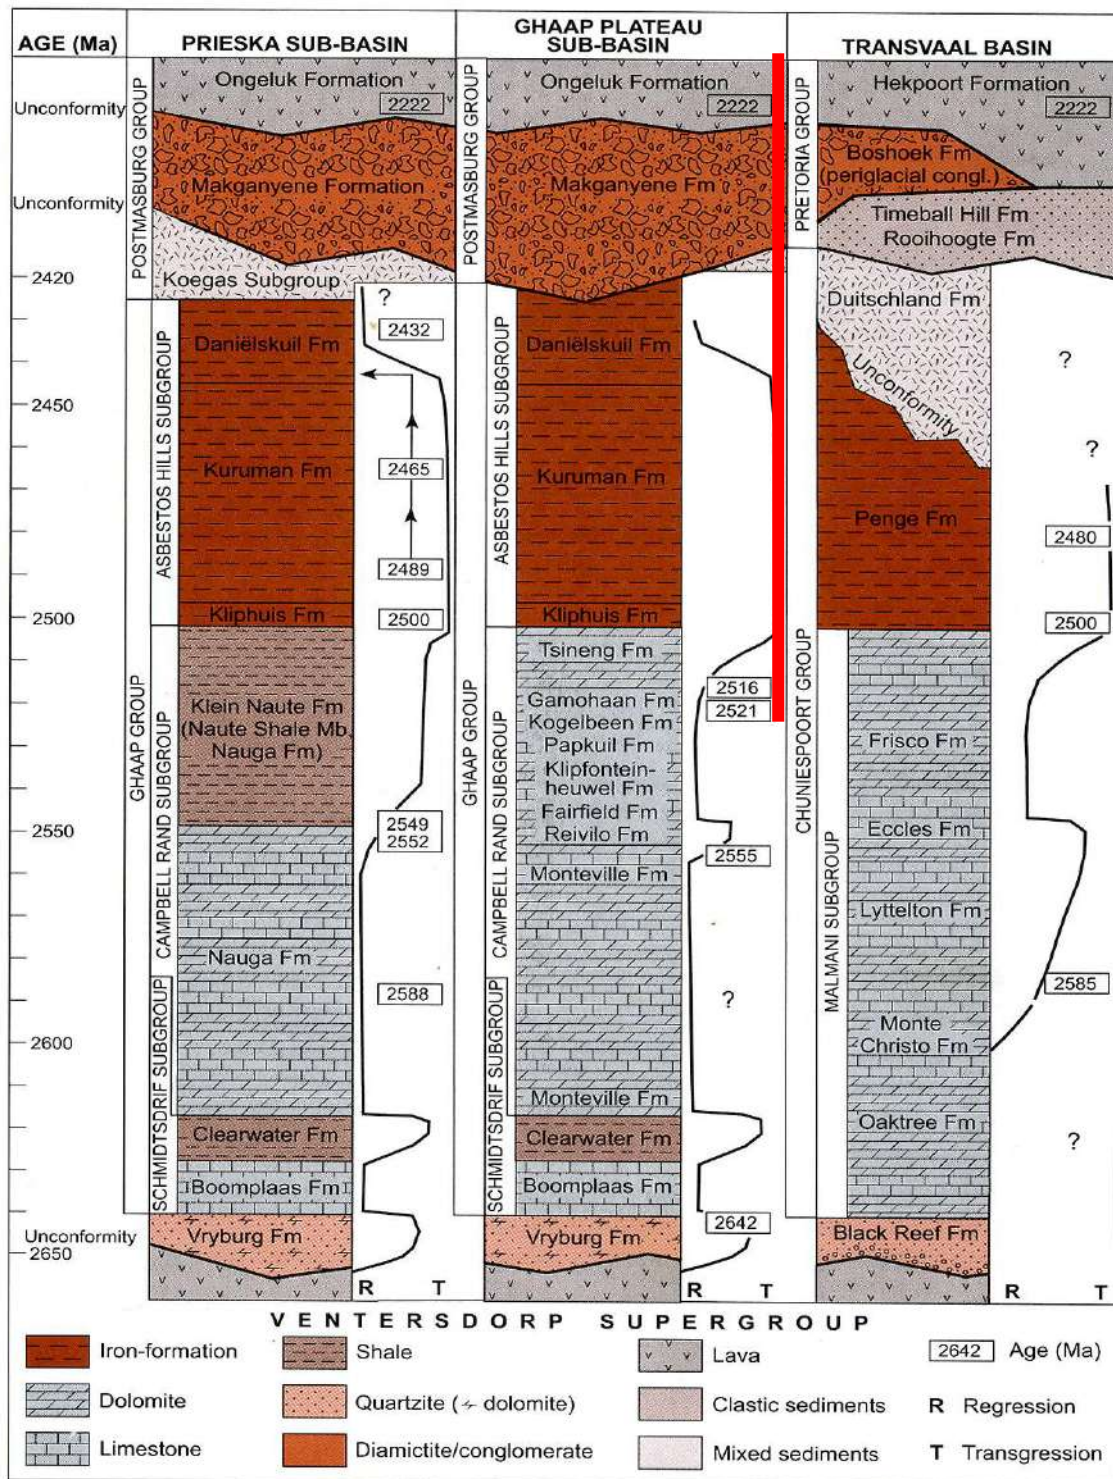 AGE (Ma)
PRIESKA SUB-BASIN
GHAAP PLATEAU
SUB-BASIN
TRANSVAAL BASIN
Unconformity
Unconformity
2420
2450
2500
2550
2600
Unconformity
2650
POSTMASBURG GROUP
GHAAP GROUP
ASBESTOS HILLS SUBGROUP
CAMPBELL RAND SUBGROUP
SCHMIDTSDRIF SUBGROUP
Ongeluk Formation
2222
Makganyene Formation
Koegas Subgroup
?
2432
Daniëlskuil Fm
Kuruman Fm
2465
2489
Kliphuis Fm
2500
Klein Naute Fm
(Naute Shale Mb,
Nauga Fm)
2549
2552
Nauga Fm
2588
Clearwater Fm
Boomplaas Fm
Vryburg Fm
R T
POSTMASBURG GROUP
GHAAP GROUP
ASBESTOS HILLS SUBGROUP
CAMPBELL RAND SUBGROUP
SCHMIDTSDRIF SUBGROUP
Ongeluk Formation
2222
Makganyene Fm
Daniëlskuil Fm
Kuruman Fm
Kliphuis Fm
Tsineng Fm
2516
Gamohaan Fm
2521
Kogelbeen Fm
Papkuil Fm
Klipfontein-
heuwel Fm
Fairfield Fm
Reivilo Fm
2555
Monteville Fm
?
Monteville Fm
Clearwater Fm
Boomplaas Fm
2642
Vryburg Fm
R T
PRETORIA GROUP
CHUNIESPOORT GROUP
MALMANI SUBGROUP
Hekpoort Formation
2222
Boshoek Fm
(periglacial congl.)
Timeball Hill Fm
Rooihoogte Fm
Duitschland Fm
?
Unconformity
?
Penge Fm
2480
2500
Frisco Fm
Eccles Fm
Lyttelton Fm
2585
Monte
Christo Fm
Oaktree Fm
?
Black Reef Fm
R T
VENTERSDORP SUPERGROUP
Iron-formation
Shale
Lava
2642 Age (Ma)
Dolomite
Quartzite ( dolomite)
Clastic sediments
R Regression
Limestone
Diamictite/conglomerate
Mixed sediments
T Transgression